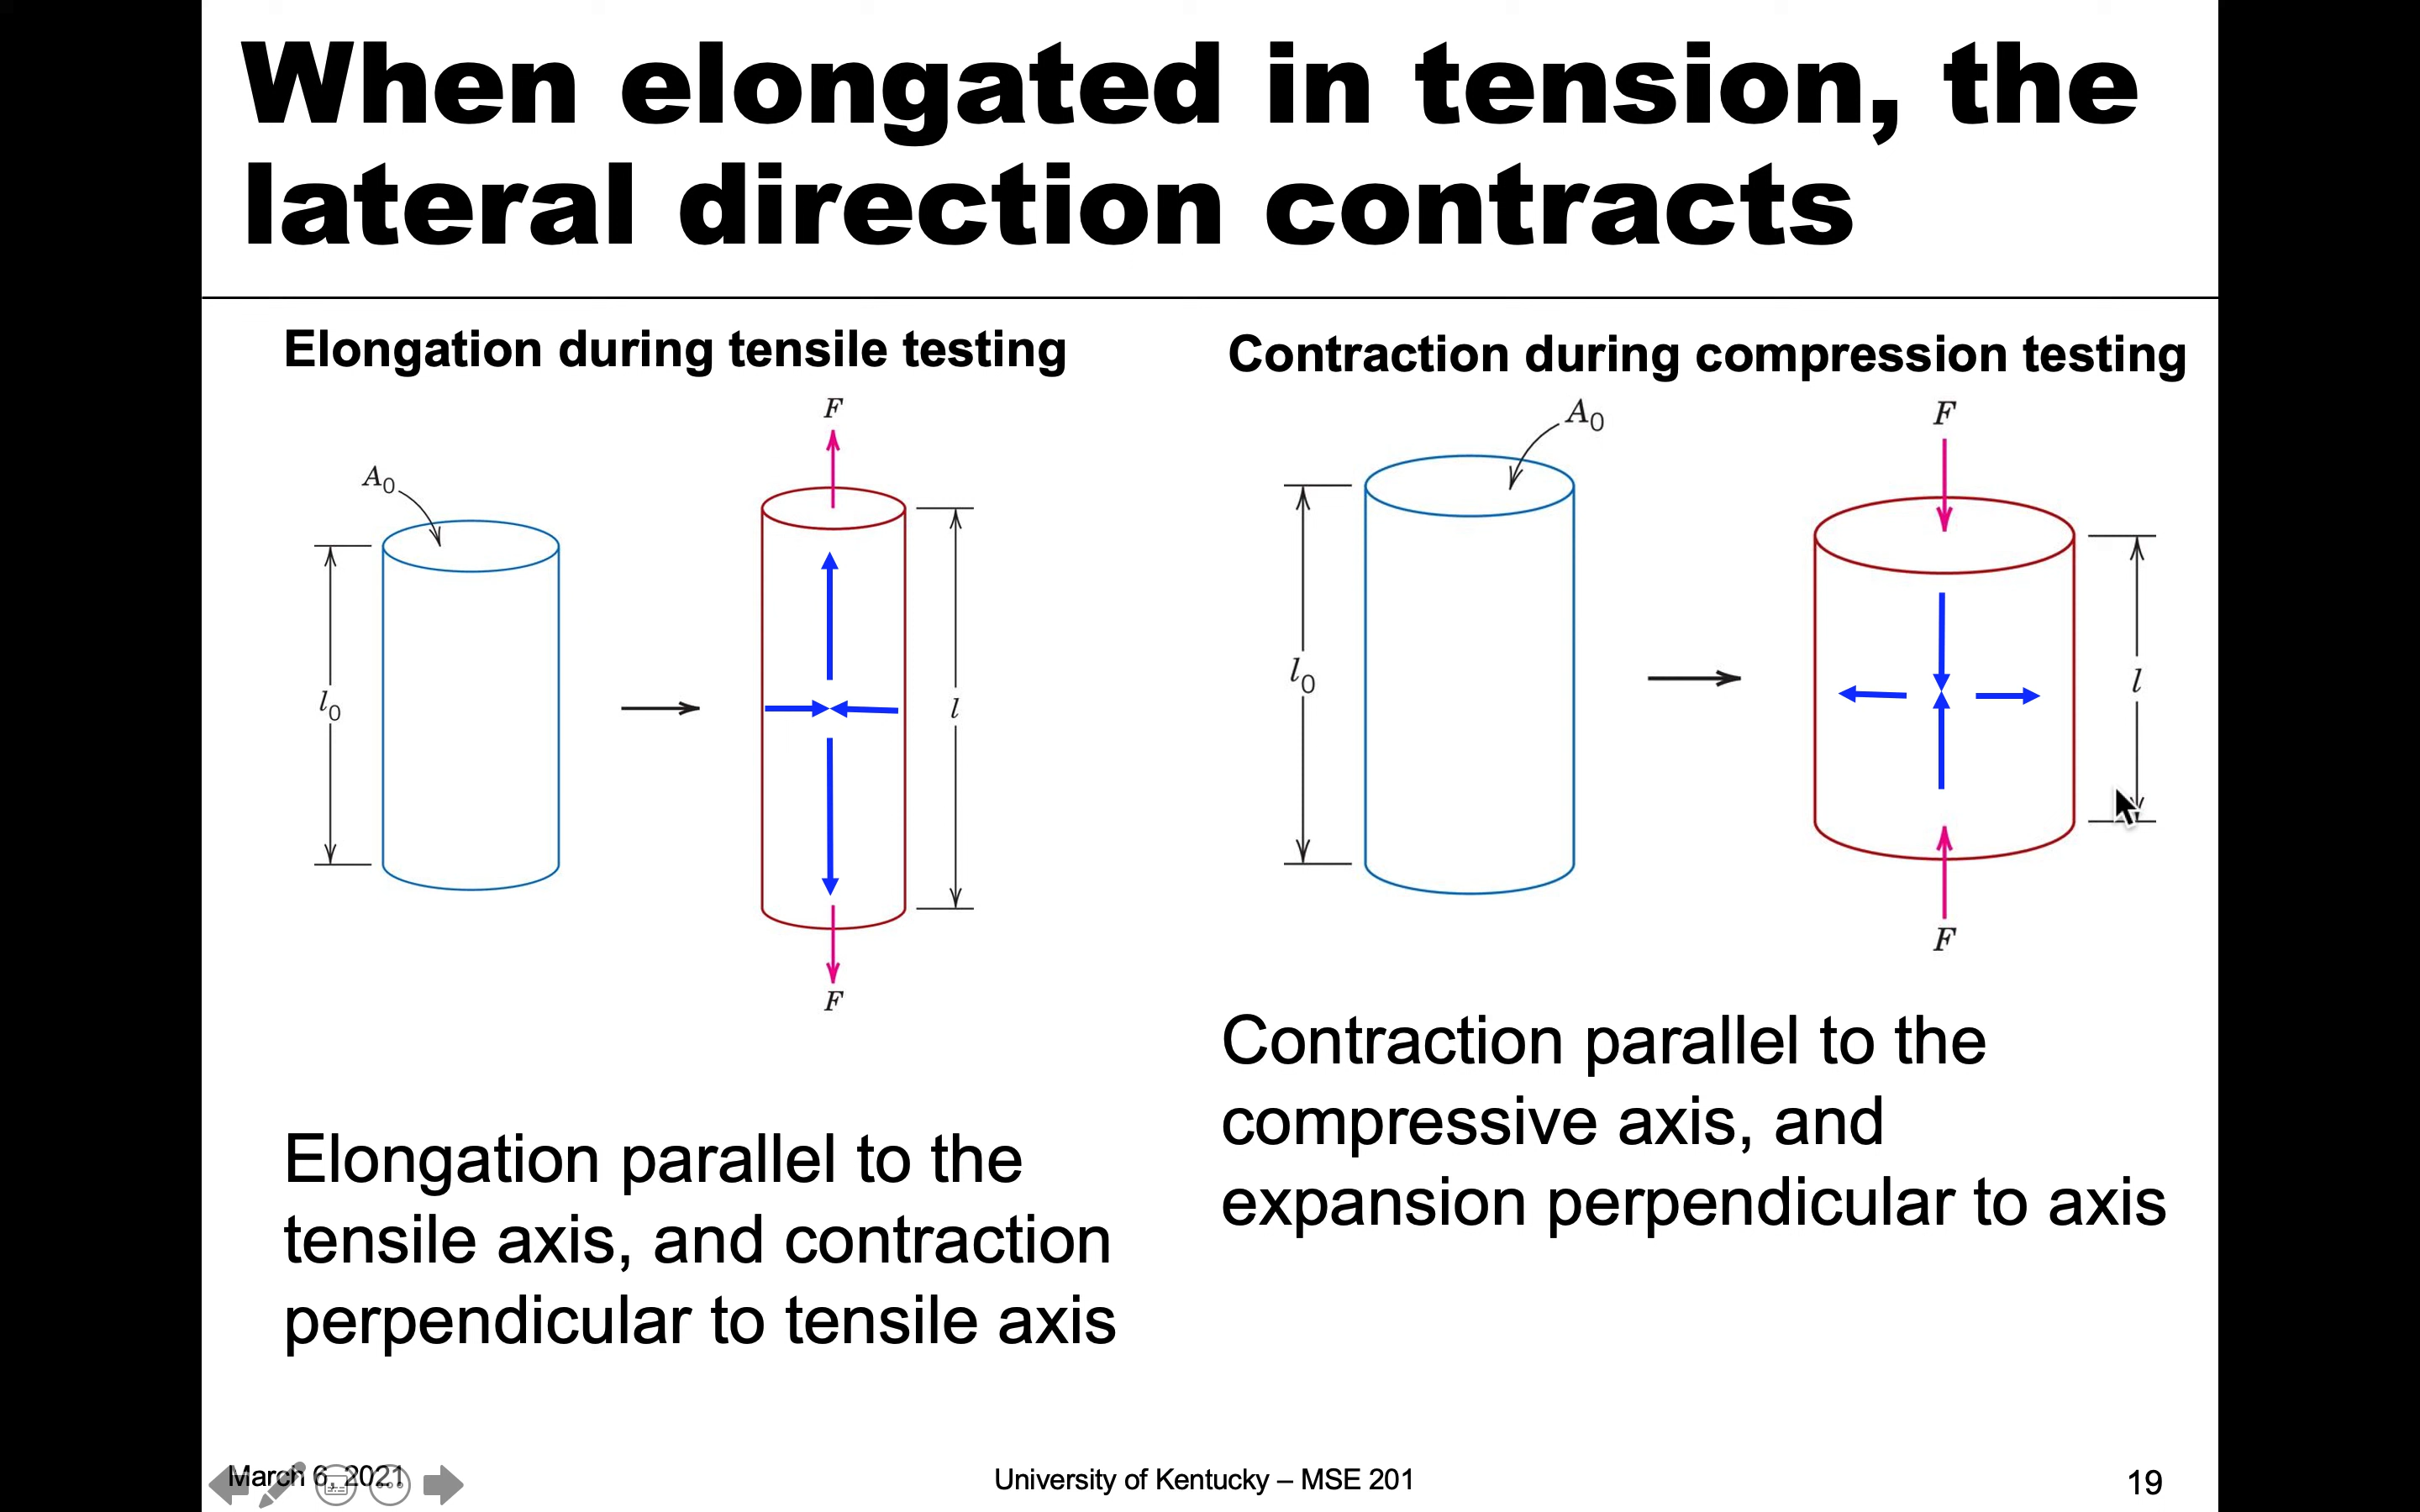 When elongated in tension, the
lateral direction contracts
Elongation during tensile testing
F
A0
l0
l
F
Elongation parallel to the
tensile axis, and contraction
perpendicular to tensile axis
Contraction during compression testing
A0
F
l0
l
F
Contraction parallel to the
compressive axis, and
expansion perpendicular to axis
March 6, 2021
University of Kentucky – MSE 201
19